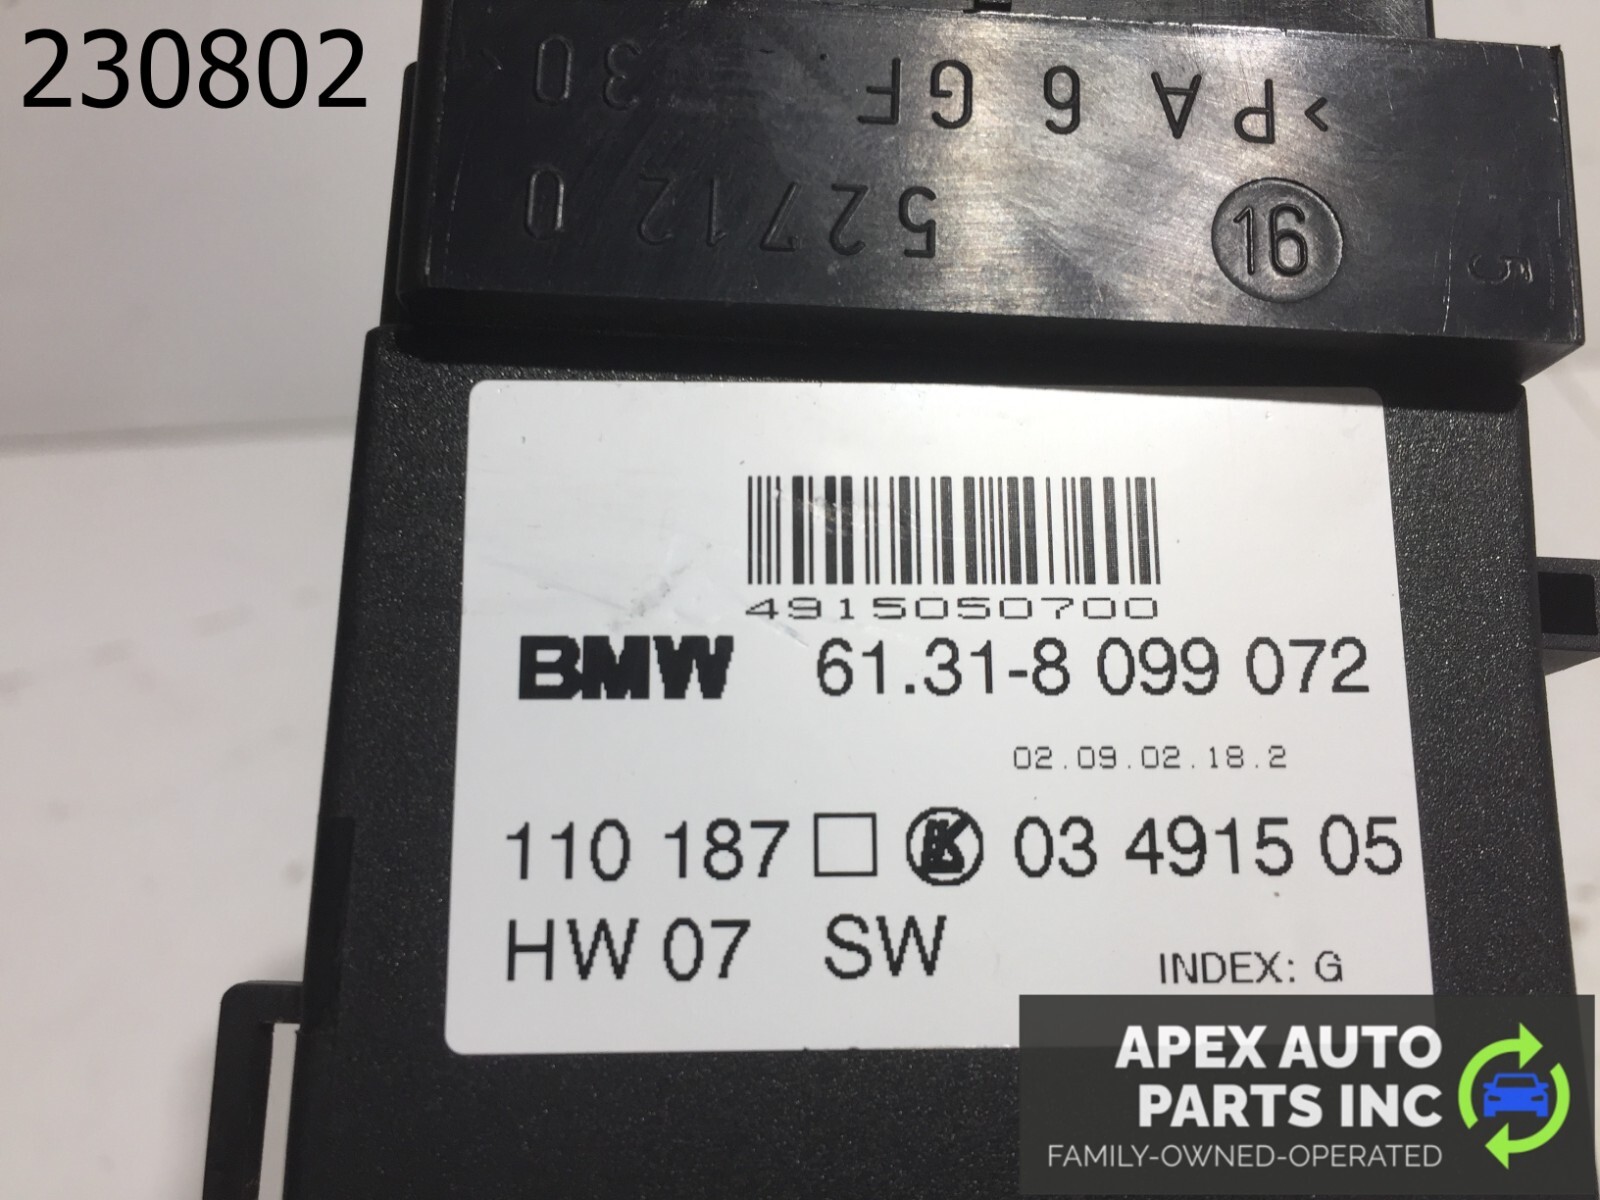 230802
>PA 6 GF 30
16 52712 0
5
4915050700
BMW 61.31-8 099 072
02.09.02.18.2
110 187 03 4915 05
HW 07 SW
INDEX: G
APEX AUTO
PARTS INC
FAMILY-OWNED-OPERATED